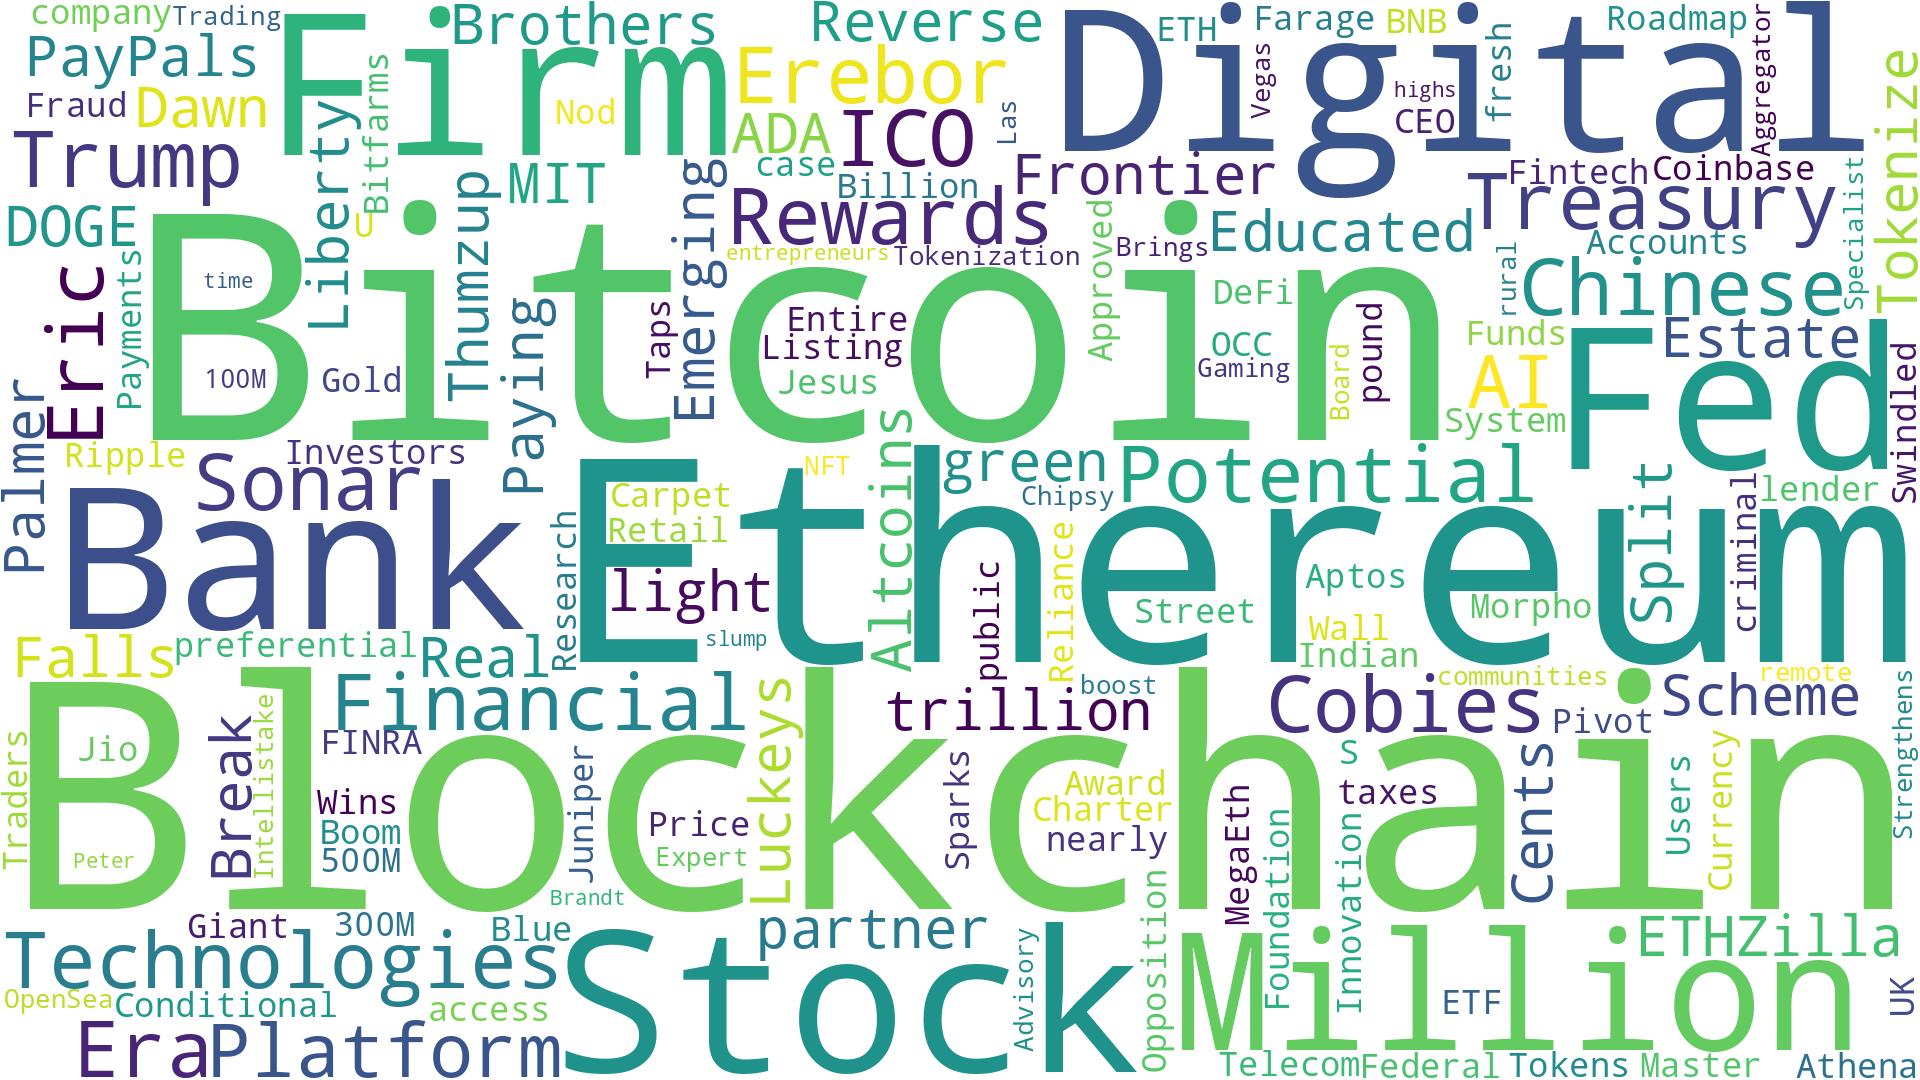 company
Trading
Brothers
Reverse
ETH
Farage
BNB
Roadmap
Aggregator
PayPals
Firm
Digital
Tokenize
Erebor
Vegas
highs
fresh
Fraud
Dawn
Bitfarms
Nod
ADA
ICO
Las
CEO
Trump
Liberty
MIT
case
Billion
Frontier
Fintech
Coinbase
Specialist
Treasury
DOGE
U
Thumzup
Emerging
Rewards
Approved
Educated
Accounts
Eric
Payments
time
Bitcoin
entrepreneurs
Tokenization
Brings
rural
Chinese
Paying
Taps
Entire
Listing
DeFi
OCC
Gaming
Board
pound
Funds
Estate
Fed
100M
Gold
Jesus
AI
System
Swindled
Palmer
Ripple
Investors
Sonar
Altcoins
NFT
green
Chipsy
Potential
Split
criminal
lender
Bank
Ethereum
Carpet
Retail
Research
light
public
Reliance
Aptos
Street
Morpho
Wall
Indian
Falls
preferential
Real
slump
boost
communities
remote
Financial
Luckeys
trillion
Cobies
Pivot
Scheme
Strengthens
Jio
Break
Intellistake
FINRA
Blockchain
Traders
Wins
Boom
500M
Juniper
Price
Expert
Sparks
Award
Charter
nearly
S
taxes
MegaEth
Cents
Users
Currency
Peter
Brandt
Foundation
Innovation
Giant
300M
Blue
partner
Opposition
Million
ETHZilla
Technologies
Stock
Advisory
OpenSea
Conditional
access
ETF
UK
Era
Platform
Telecom
Federal
Tokens
Master
Athena